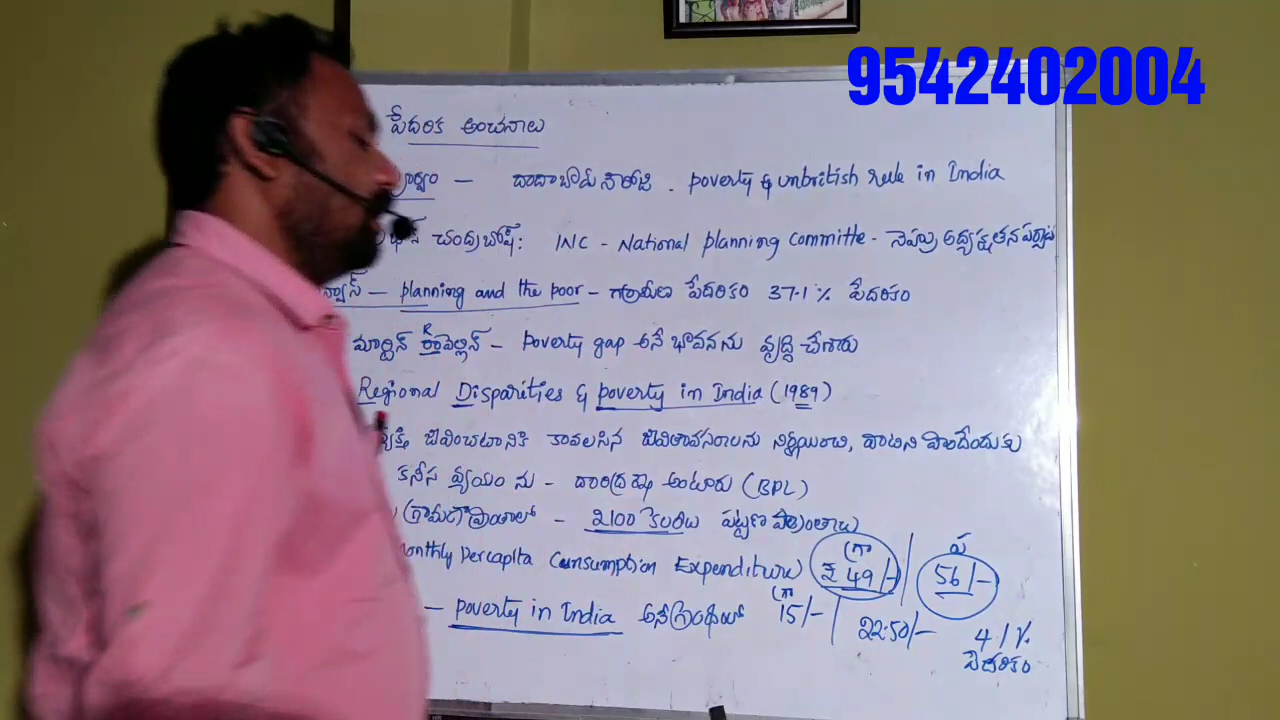 9542402004
పేదరిక అంచనాలు
పూర్వం – దాదాబాయి నౌరోజి . poverty & unbritish rule in India
చంద్రబోస్: INC - National planning committe - నెహ్రు అధ్యక్షతన ఏర్పాటు
– planning and the poor – గ్రామీణ పేదరికం 37.1 % పేదరికం
మార్టిన్ – poverty gap అనే భావనను వృద్ధి చేశారు
Regional Disparities & poverty in India (1989)
వ్యక్తి జీవించటానికి కావలసిన జీవితావసరాలను నిర్ణయించి, వాటిని పొందేందుకు
కనీస వ్యయం ను – అంటారు (BPL)
– 2100 కేలరీలు పట్టణ ప్రాంతాలు
monthly percapita Consumption Expenditure గ్రా ₹ 49/- / ప 56/-
– poverty in India అనే గ్రంథంలో గ్రా 15/- / 22.50/- 41% పేదరికం